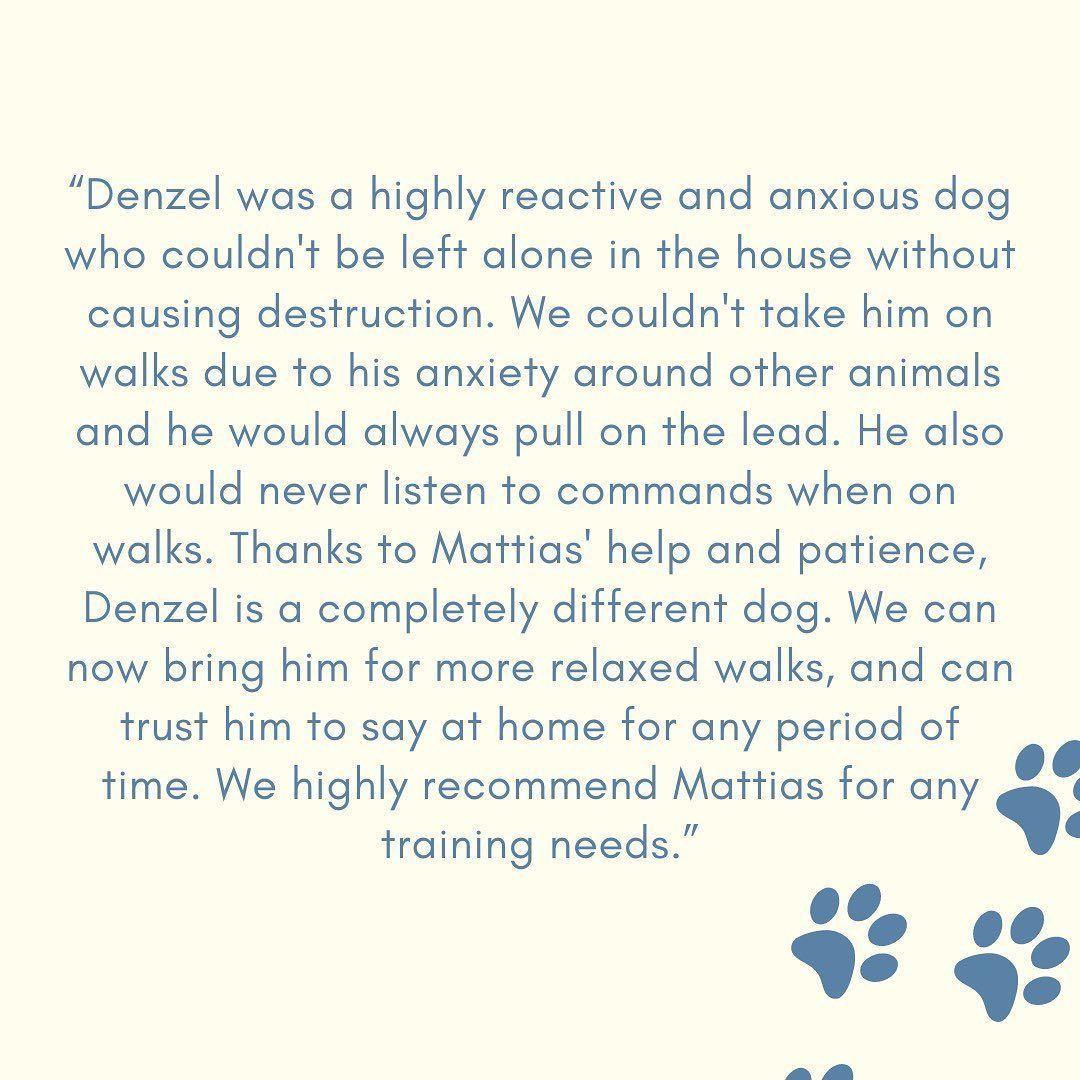 “Denzel was a highly reactive and anxious dog
who couldn't be left alone in the house without
causing destruction. We couldn't take him on
walks due to his anxiety around other animals
and he would always pull on the lead. He also
would never listen to commands when on
walks. Thanks to Mattias' help and patience,
Denzel is a completely different dog. We can
now bring him for more relaxed walks, and can
trust him to say at home for any period of
time. We highly recommend Mattias for any
training needs.”